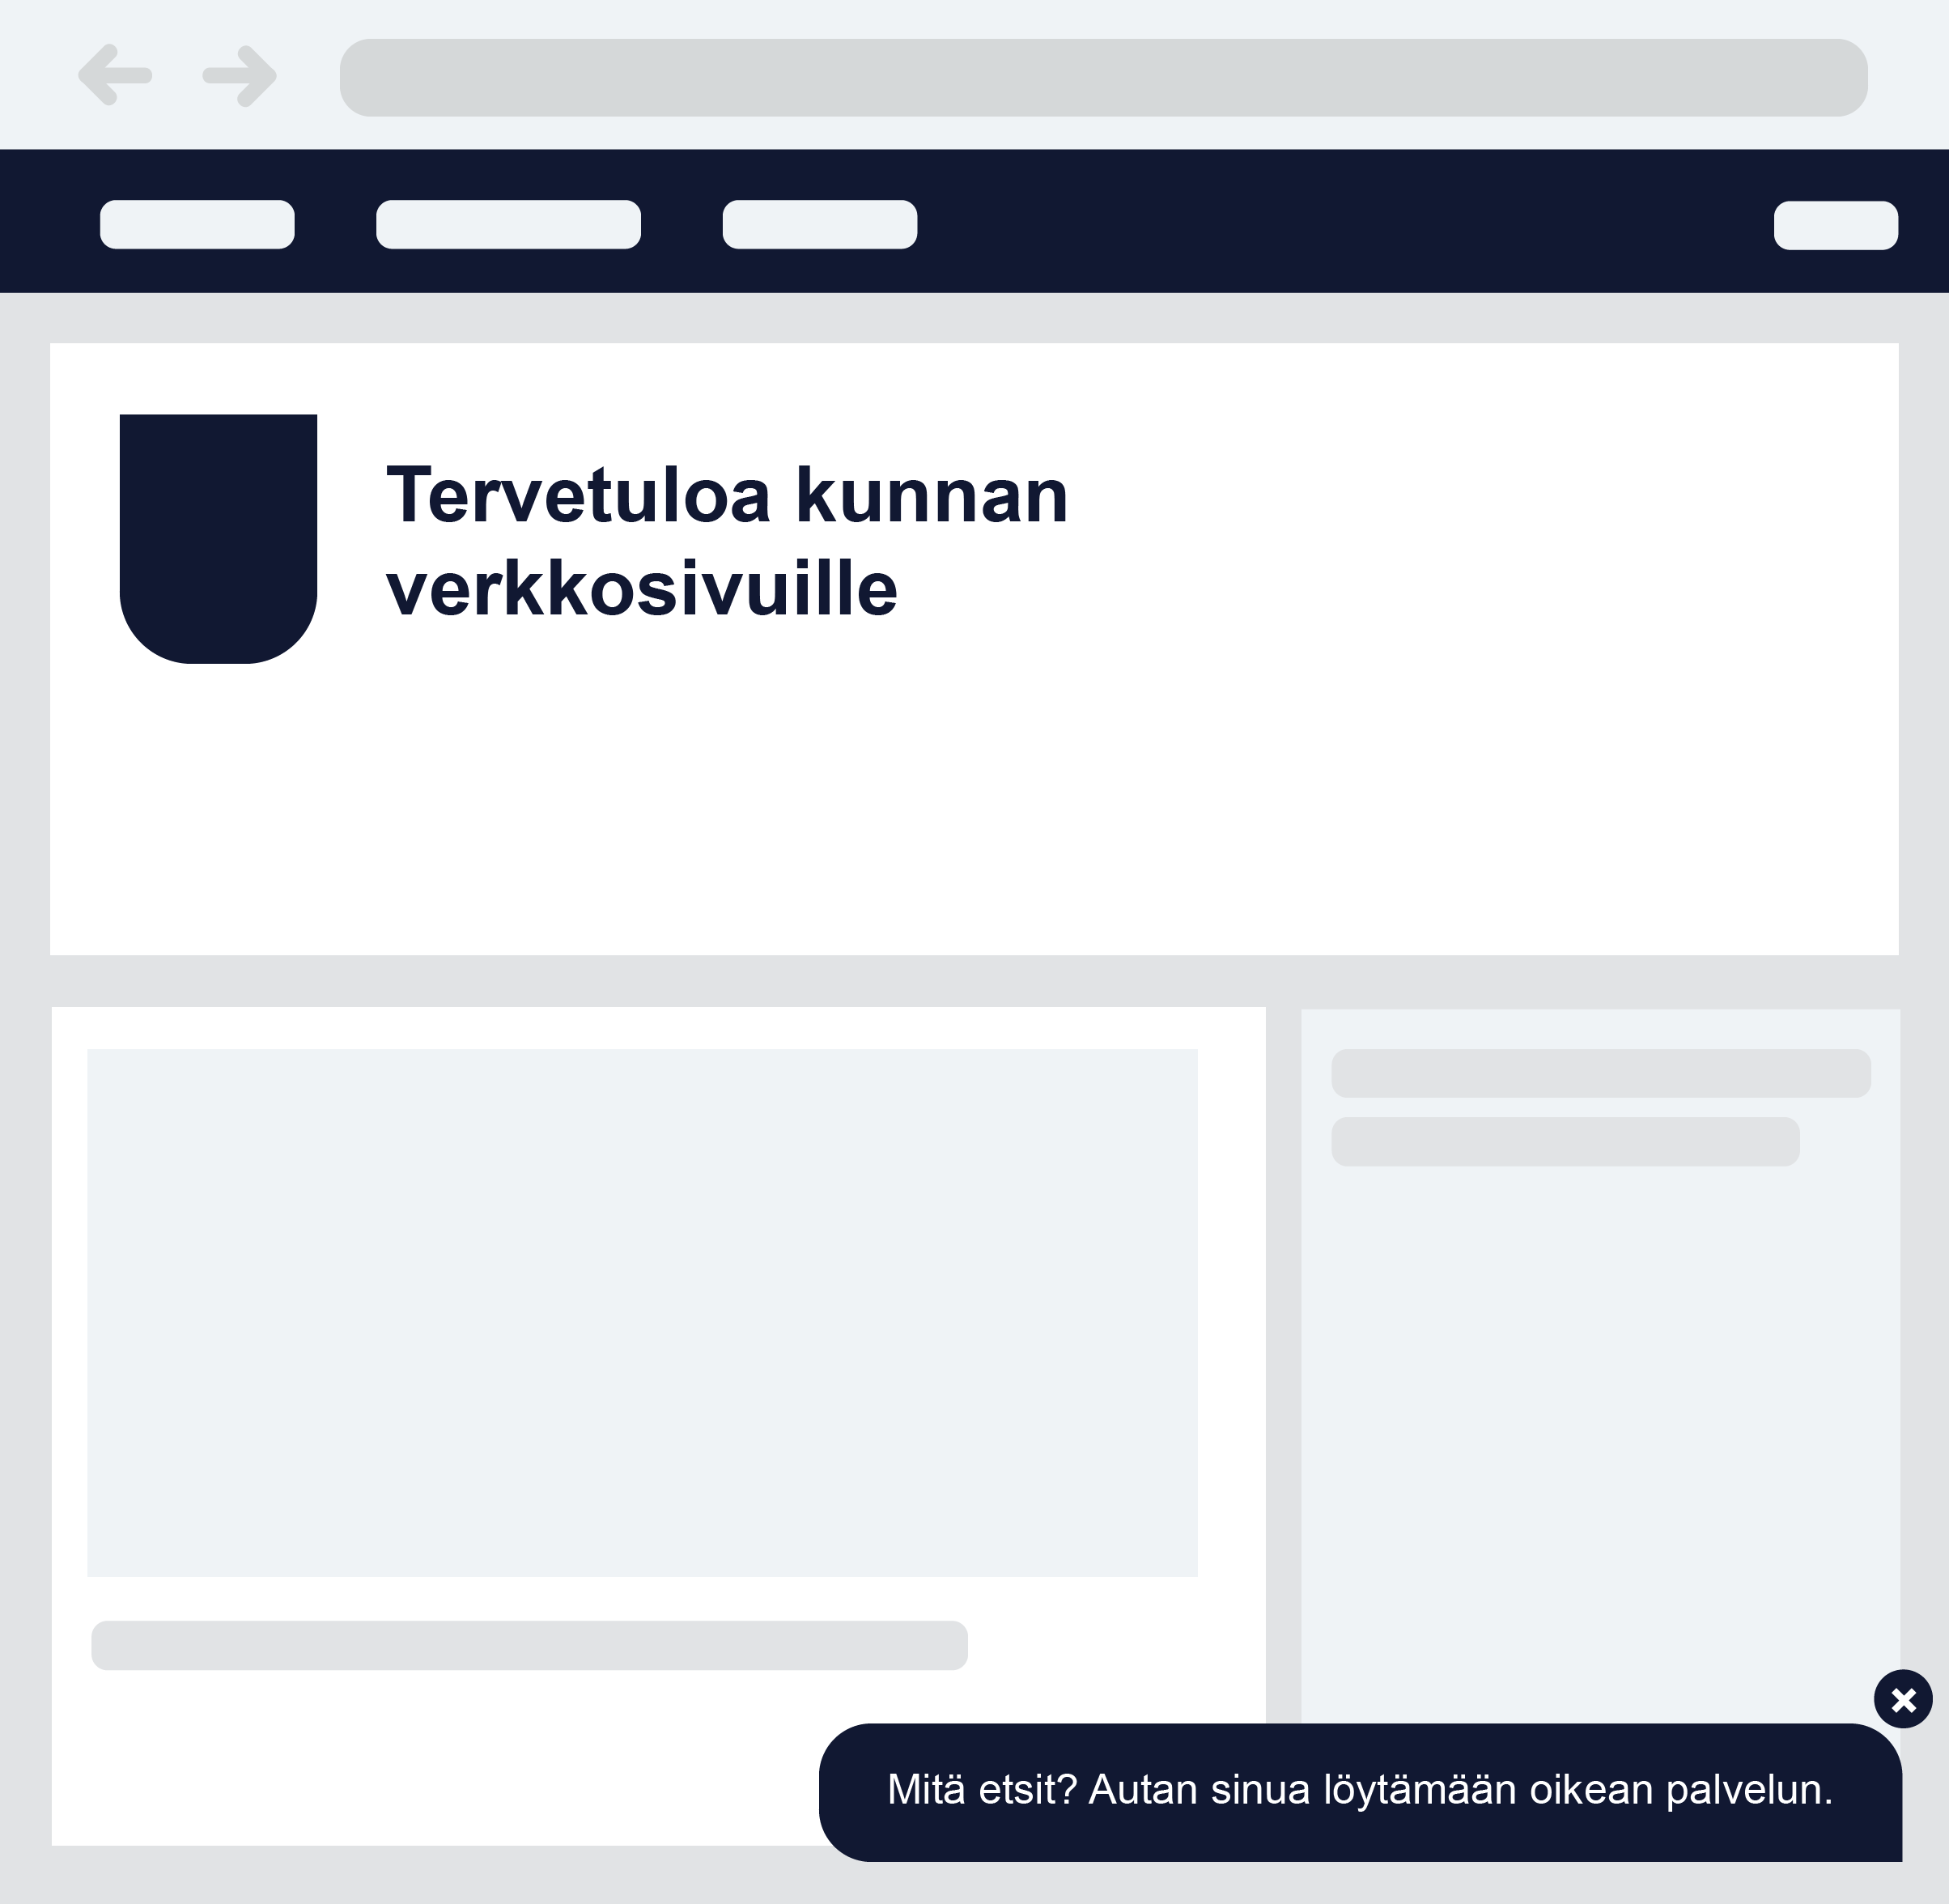 Tervetuloa kunnan
verkkosivuille
Mitä etsit? Autan sinua löytämään oikean palvelun.